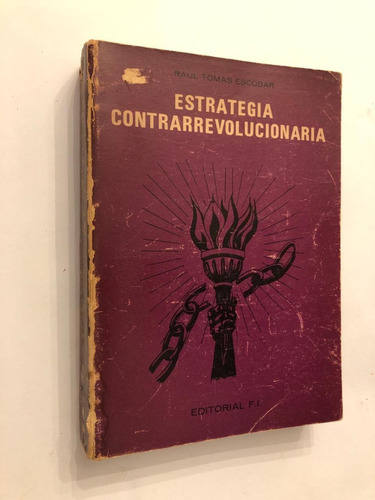 RAUL TOMAS ESCOBAR
ESTRATEGIA
CONTRARREVOLUCIONARIA
EDITORIAL F.I.